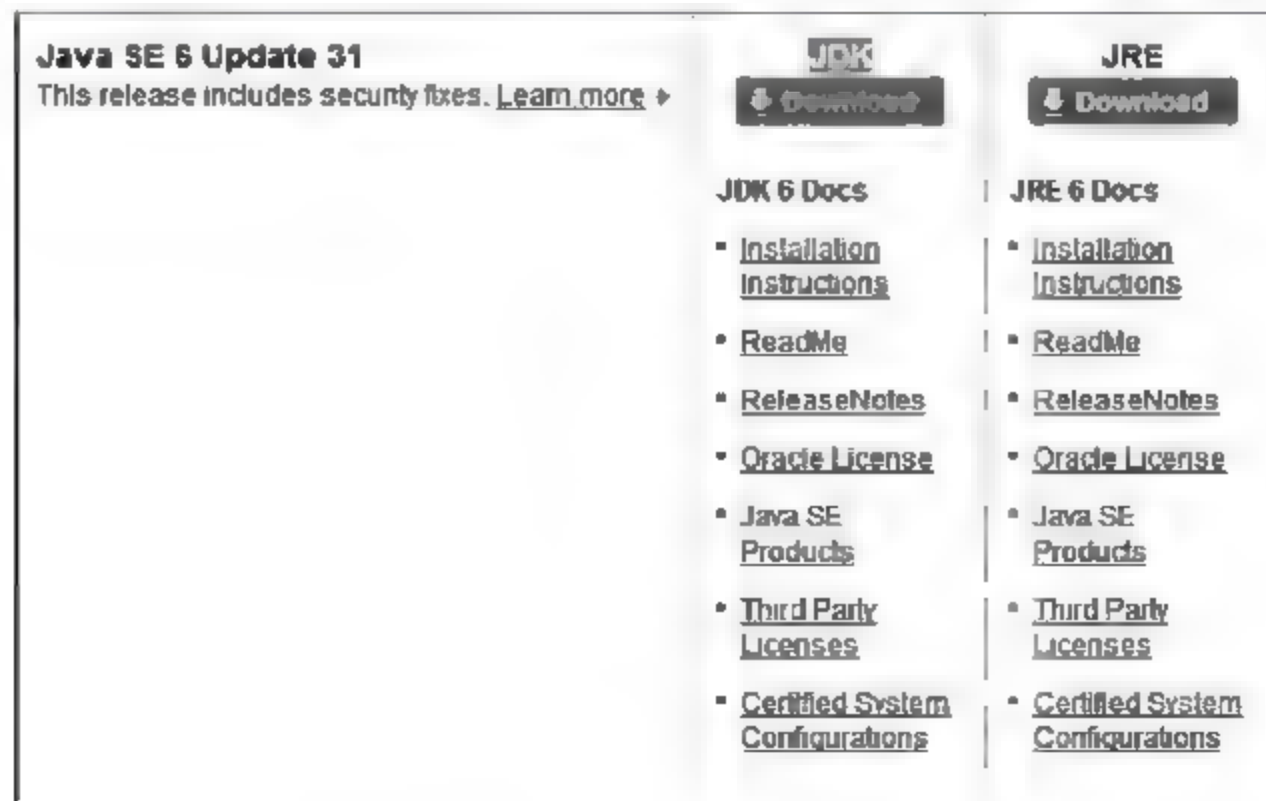 Java SE 6 Update 31
This release includes security fixes. Learn more
JDK
Download
JDK 6 Docs
Installation
Instructions
ReadMe
ReleaseNotes
Oracle License
Java SE
Products
Third Party
Licenses
Certified System
Configurations
JRE
Download
JRE 6 Docs
Installation
Instructions
ReadMe
ReleaseNotes
Oracle License
Java SE
Products
Third Party
Licenses
Certified System
Configurations